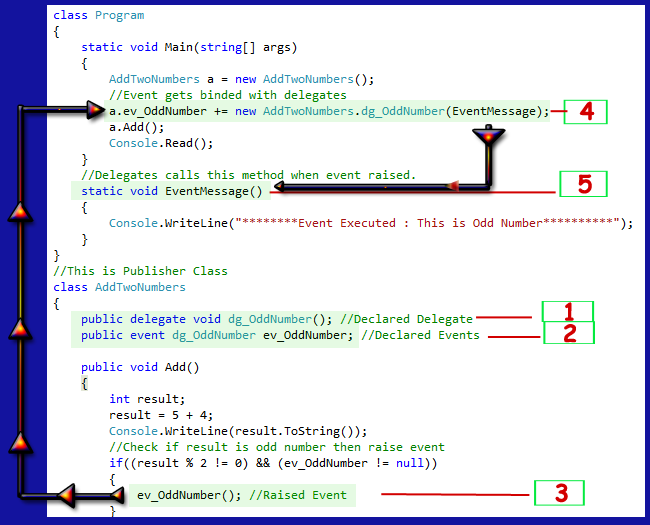 class Program
{
    static void Main(string[] args)
    {
        AddTwoNumbers a = new AddTwoNumbers();
        //Event gets binded with delegates
        a.ev_OddNumber += new AddTwoNumbers.dg_OddNumber(EventMessage); 4
        a.Add();
        Console.Read();
    }
    //Delegates calls this method when event raised.
    static void EventMessage() 5
    {
        Console.WriteLine("********Event Executed : This is Odd Number**********");
    }
}
//This is Publisher Class
class AddTwoNumbers
{
    public delegate void dg_OddNumber(); //Declared Delegate 1
    public event dg_OddNumber ev_OddNumber; //Declared Events 2
    public void Add()
    {
        int result;
        result = 5 + 4;
        Console.WriteLine(result.ToString());
        //Check if result is odd number then raise event
        if((result % 2 != 0) && (ev_OddNumber != null))
        {
            ev_OddNumber(); //Raised Event 3
        }